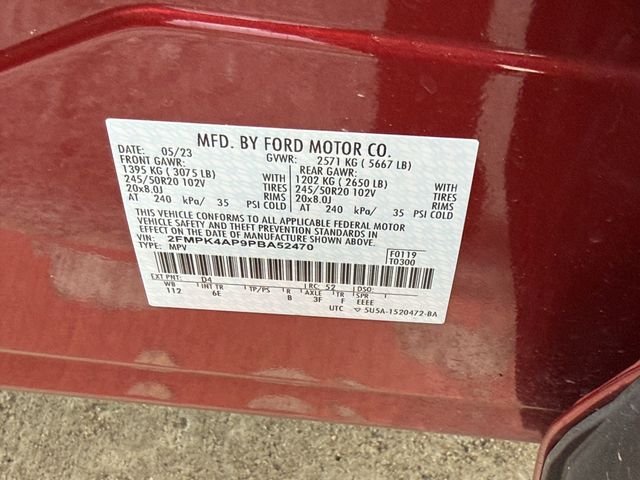 MFD. BY FORD MOTOR CO.
DATE: 05/23 GVWR: 2571 KG (5667 LB)
FRONT GAWR: REAR GAWR:
1395 KG (3075 LB) WITH 1202 KG (2650 LB) WITH
245/50R20 102V TIRES 245/50R20 102V TIRES
20x8.0J RIMS 20x8.0J RIMS
AT 240 kPa/ 35 PSI COLD AT 240 kPa/ 35 PSI COLD
THIS VEHICLE CONFORMS TO ALL APPLICABLE FEDERAL MOTOR
VEHICLE SAFETY AND THEFT PREVENTION STANDARDS IN
EFFECT ON THE DATE OF MANUFACTURE SHOWN ABOVE.
VIN: 2FMPK4AP9PBA52470 F0119
TYPE: MPV T0300
EXT PNT: D4 RC: 52 DSO:
WB INT TR TP/PS R AXLE TR SPR
112 6E B 3F F EEEE
UTC ▽ 5U5A-1520472-BA